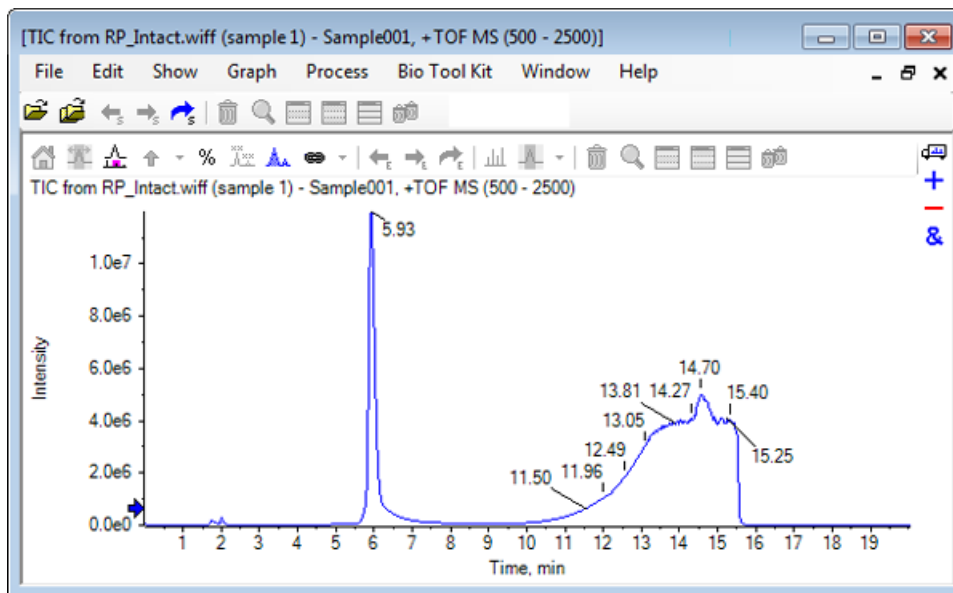 [TIC from RP_Intact.wiff (sample 1) - Sample001, +TOF MS (500 - 2500)]
File Edit Show Graph Process Bio Tool Kit Window Help
S S S
% E E E
TIC from RP_Intact.wiff (sample 1) - Sample001, +TOF MS (500 - 2500)
&
5.93
1.0e7
8.0e6
6.0e6
4.0e6
2.0e6
0.0e0
Intensity
14.70
13.81 14.27 15.40
13.05
12.49
11.96
11.50
15.25
1 2 3 4 5 6 7 8 9 10 11 12 13 14 15 16 17 18 19
Time, min